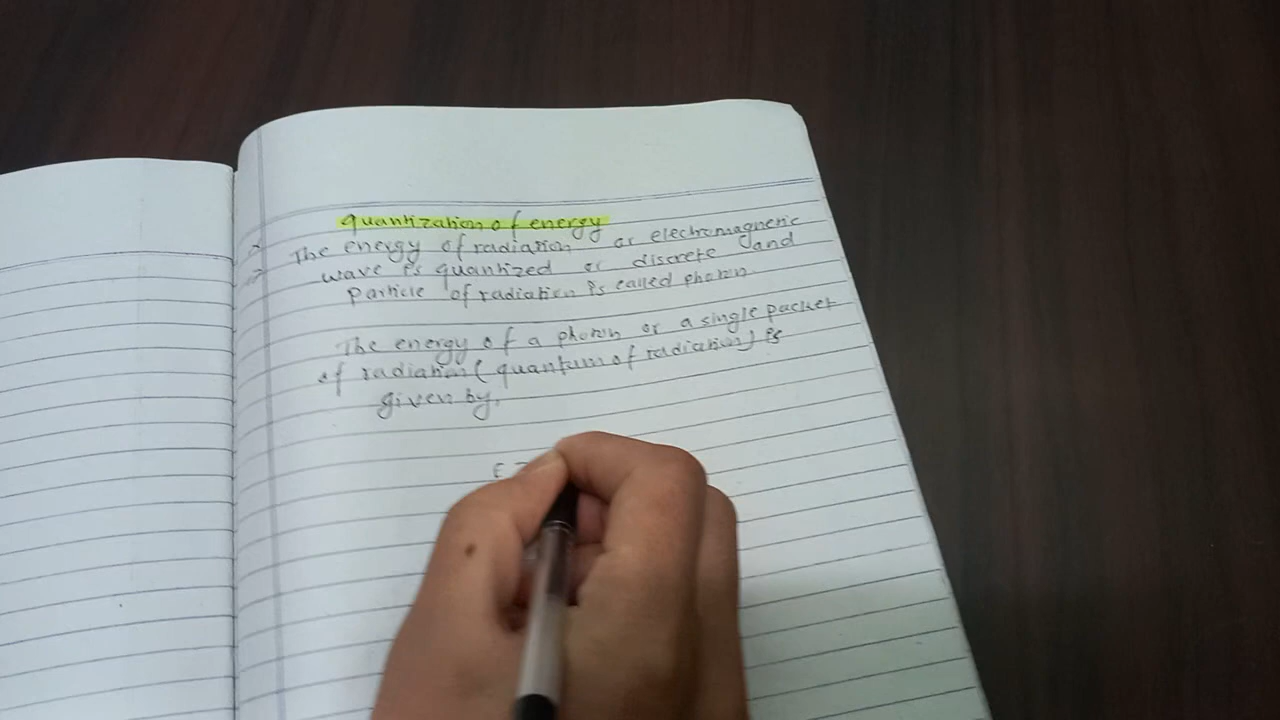 quantization of energy
The energy of radiation or electromagneric
wave is quantized or discrete and
particle of radiation is called photon.
The energy of a photon or a single packet
of radiation( quantum of radiation) is
given by,
E =